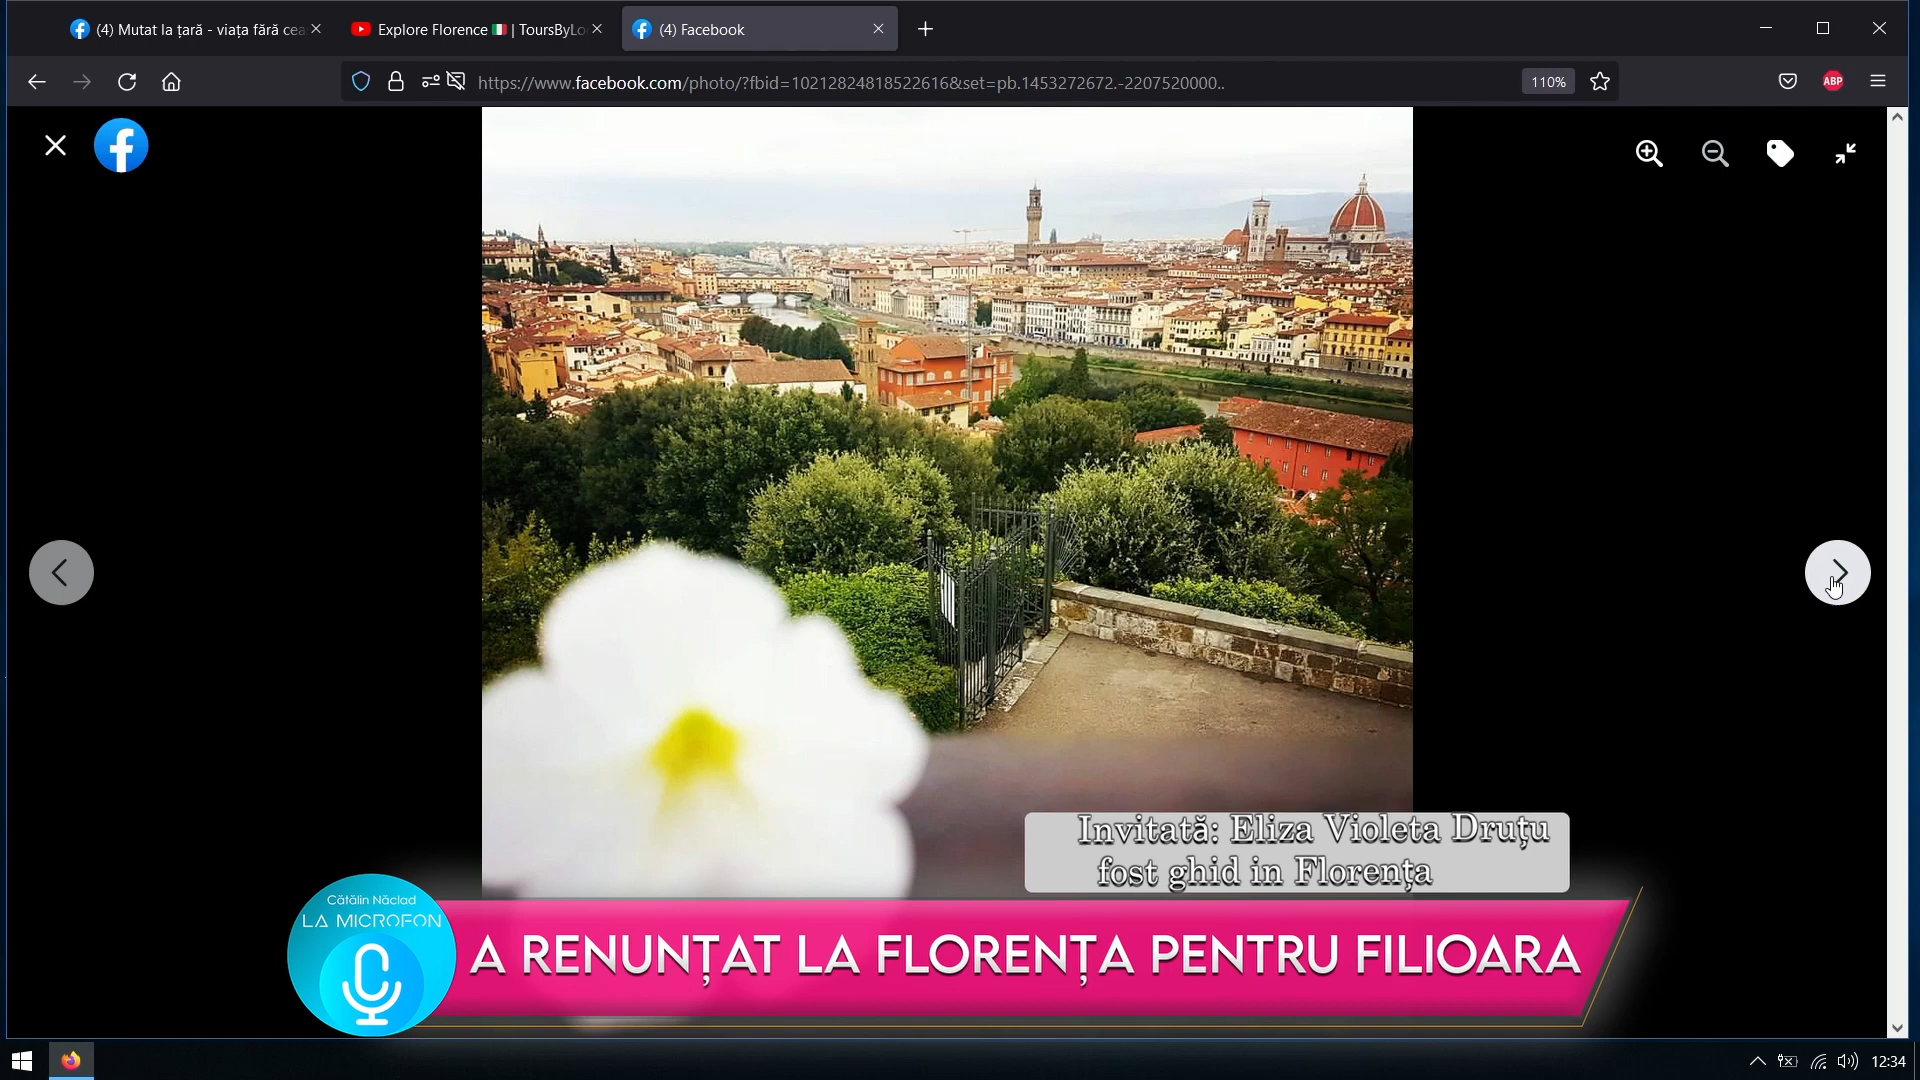 (4) Mutat la țară - viața fără cea
Explore Florence | ToursByLo
(4) Facebook
https://www.facebook.com/photo/?fbid=10212824818522616&set=pb.1453272672.-2207520000..
110%
ABP
Invitată: Eliza Violeta Druțu
fost ghid in Florența
Cătălin Năclad
LA MICROFON
A RENUNȚAT LA FLORENȚA PENTRU FILIOARA
12:34